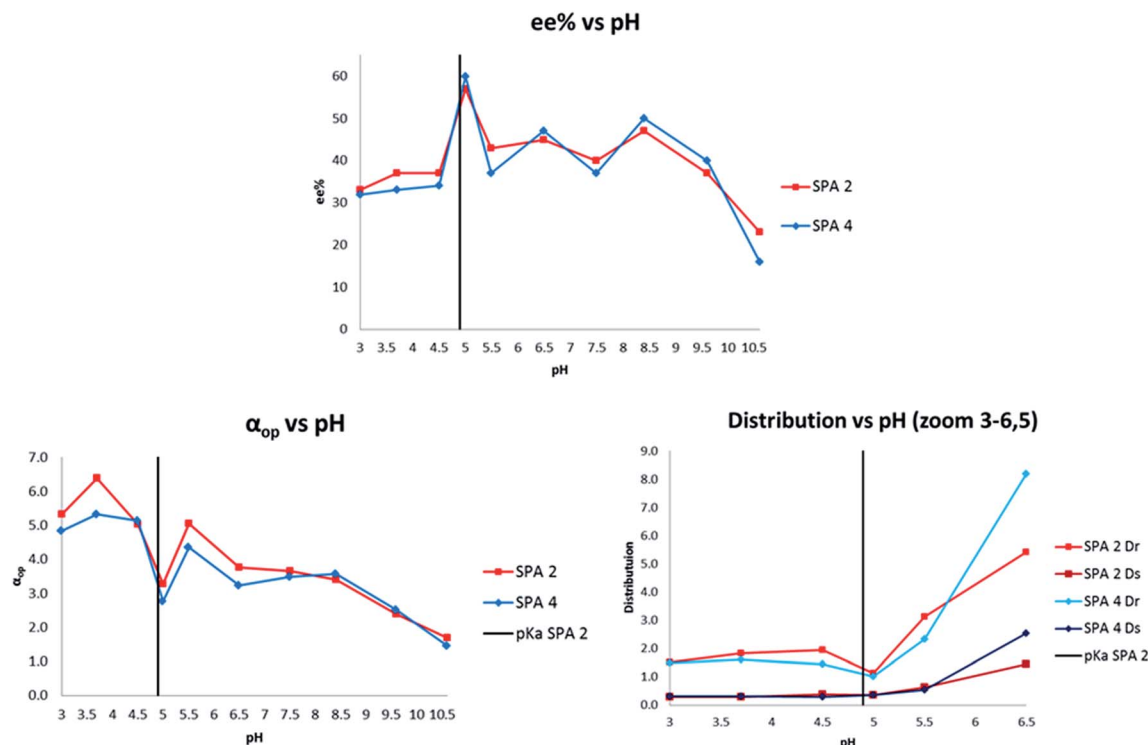 ee% vs pH
60
50
40
30
20
10
0
ee%
3 3.5 4 4.5 5 5.5 6 6.5 7 7.5 8 8.5 9 9.5 10 10.5
pH
SPA 2
SPA 4
αop vs pH
7.0
6.0
5.0
4.0
3.0
2.0
1.0
0.0
αop
3 3.5 4 4.5 5 5.5 6 6.5 7 7.5 8 8.5 9 9.5 10 10.5
pH
SPA 2
SPA 4
pKa SPA 2
Distribution vs pH (zoom 3-6,5)
9.0
8.0
7.0
6.0
5.0
4.0
3.0
2.0
1.0
0.0
Distributuion
3 3.5 4 4.5 5 5.5 6 6.5
pH
SPA 2 Dr
SPA 2 Ds
SPA 4 Dr
SPA 4 Ds
pKa SPA 2